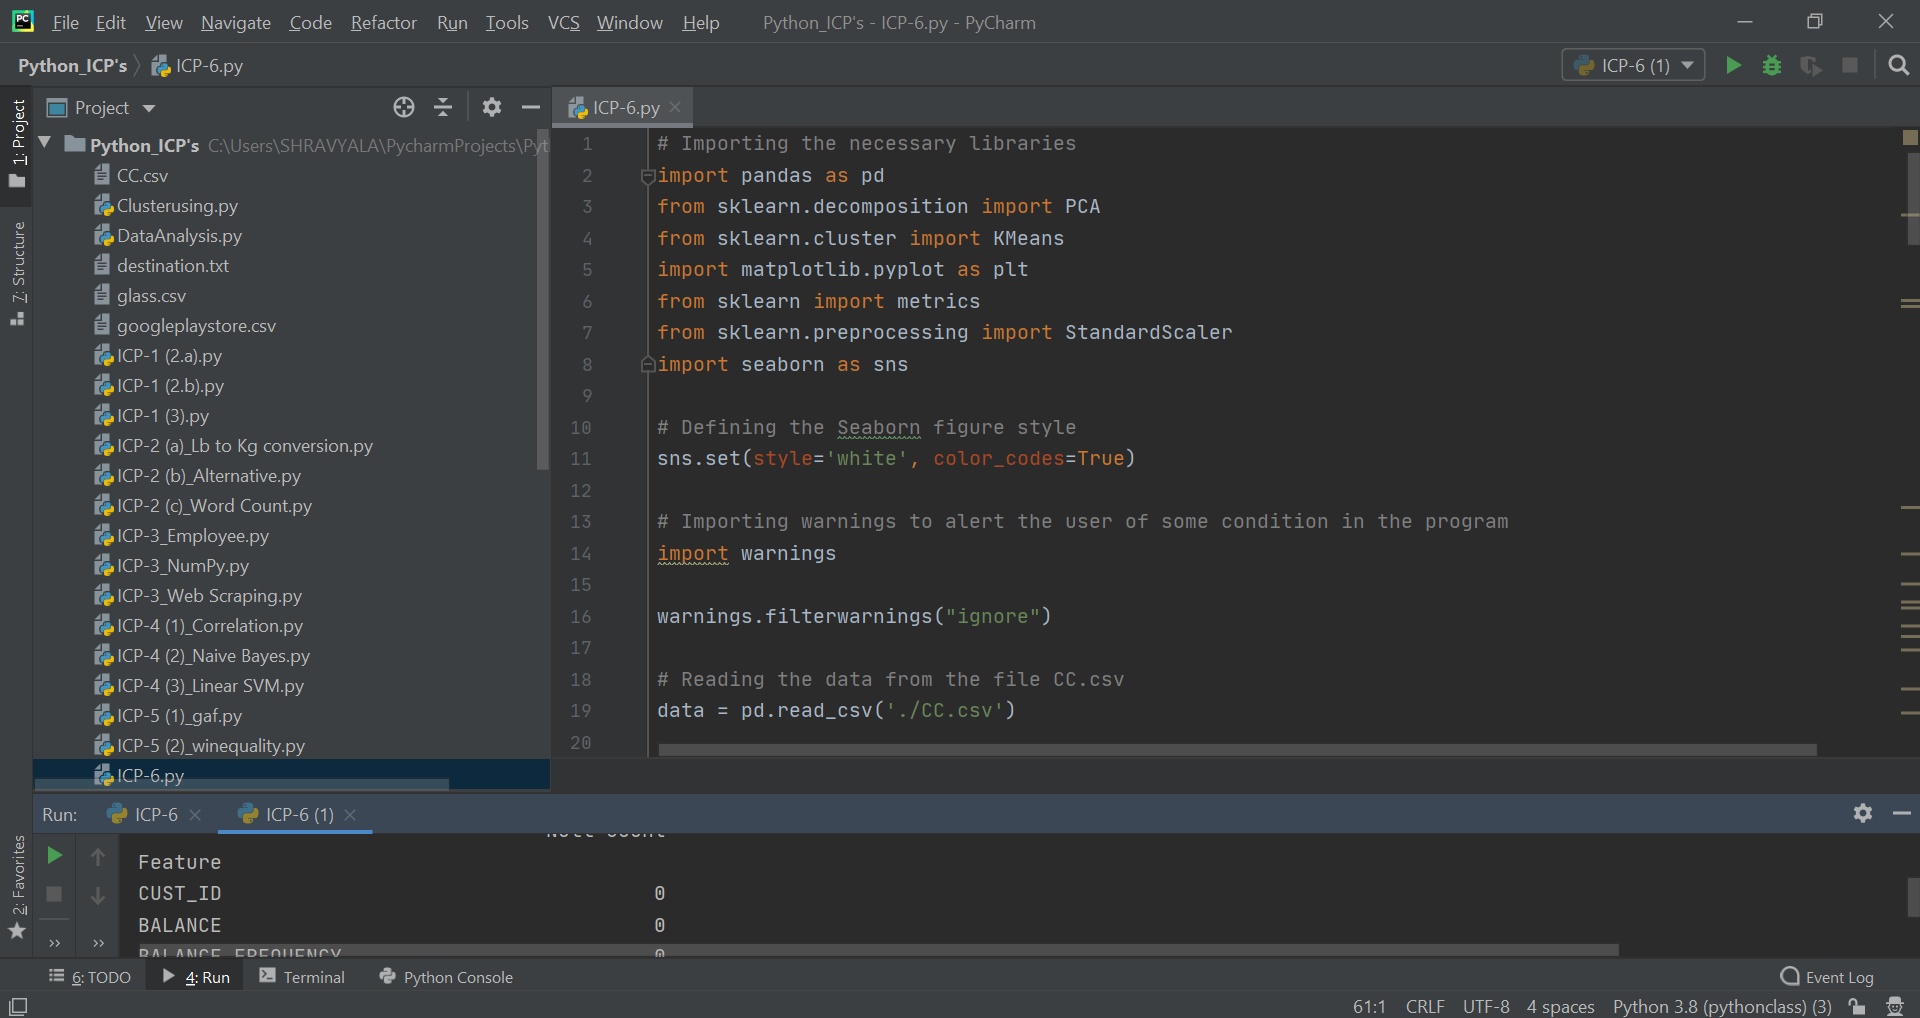 PC File Edit View Navigate Code Refactor Run Tools VCS Window Help Python_ICP's - ICP-6.py - PyCharm
Python_ICP's ICP-6.py ICP-6 (1)
1: Project
7: Structure
2: Favorites
Project
Python_ICP's C:\Users\SHRAVYALA\PycharmProjects\Pyt
CC.csv
Clusterusing.py
DataAnalysis.py
destination.txt
glass.csv
googleplaystore.csv
ICP-1 (2.a).py
ICP-1 (2.b).py
ICP-1 (3).py
ICP-2 (a)_Lb to Kg conversion.py
ICP-2 (b)_Alternative.py
ICP-2 (c)_Word Count.py
ICP-3_Employee.py
ICP-3_NumPy.py
ICP-3_Web Scraping.py
ICP-4 (1)_Correlation.py
ICP-4 (2)_Naive Bayes.py
ICP-4 (3)_Linear SVM.py
ICP-5 (1)_gaf.py
ICP-5 (2)_winequality.py
ICP-6.py
ICP-6.py
1 # Importing the necessary libraries
2 import pandas as pd
3 from sklearn.decomposition import PCA
4 from sklearn.cluster import KMeans
5 import matplotlib.pyplot as plt
6 from sklearn import metrics
7 from sklearn.preprocessing import StandardScaler
8 import seaborn as sns
9
10 # Defining the Seaborn figure style
11 sns.set(style='white', color_codes=True)
12
13 # Importing warnings to alert the user of some condition in the program
14 import warnings
15
16 warnings.filterwarnings("ignore")
17
18 # Reading the data from the file CC.csv
19 data = pd.read_csv('./CC.csv')
20
Run: ICP-6 ICP-6 (1)
Feature
CUST_ID 0
BALANCE 0
BALANCE_FREQUENCY 0
6: TODO 4: Run Terminal Python Console Event Log
61:1 CRLF UTF-8 4 spaces Python 3.8 (pythonclass) (3)